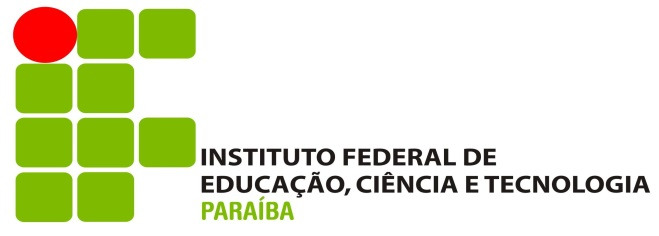 INSTITUTO FEDERAL DE
EDUCAÇÃO, CIÊNCIA E TECNOLOGIA
PARAÍBA